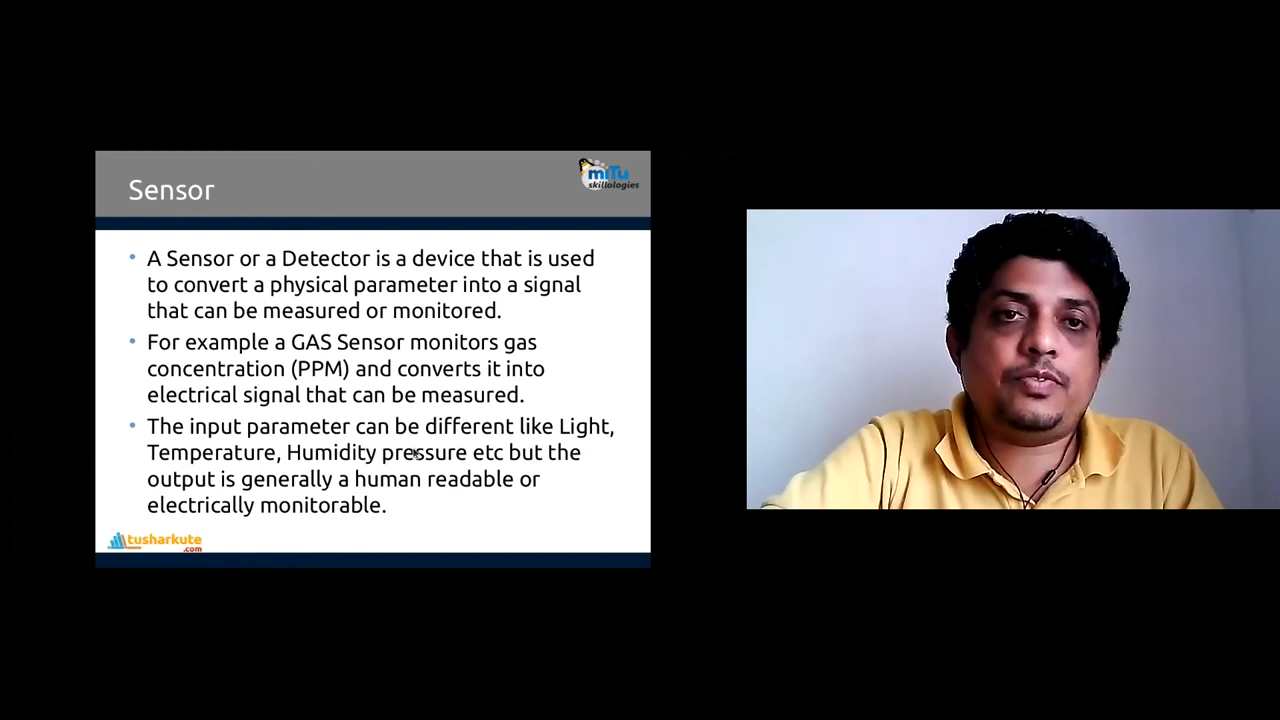 Sensor
miTu
skillologies
• A Sensor or a Detector is a device that is used
to convert a physical parameter into a signal
that can be measured or monitored.
• For example a GAS Sensor monitors gas
concentration (PPM) and converts it into
electrical signal that can be measured.
• The input parameter can be different like Light,
Temperature, Humidity pressure etc but the
output is generally a human readable or
electrically monitorable.
tusharkute
.com